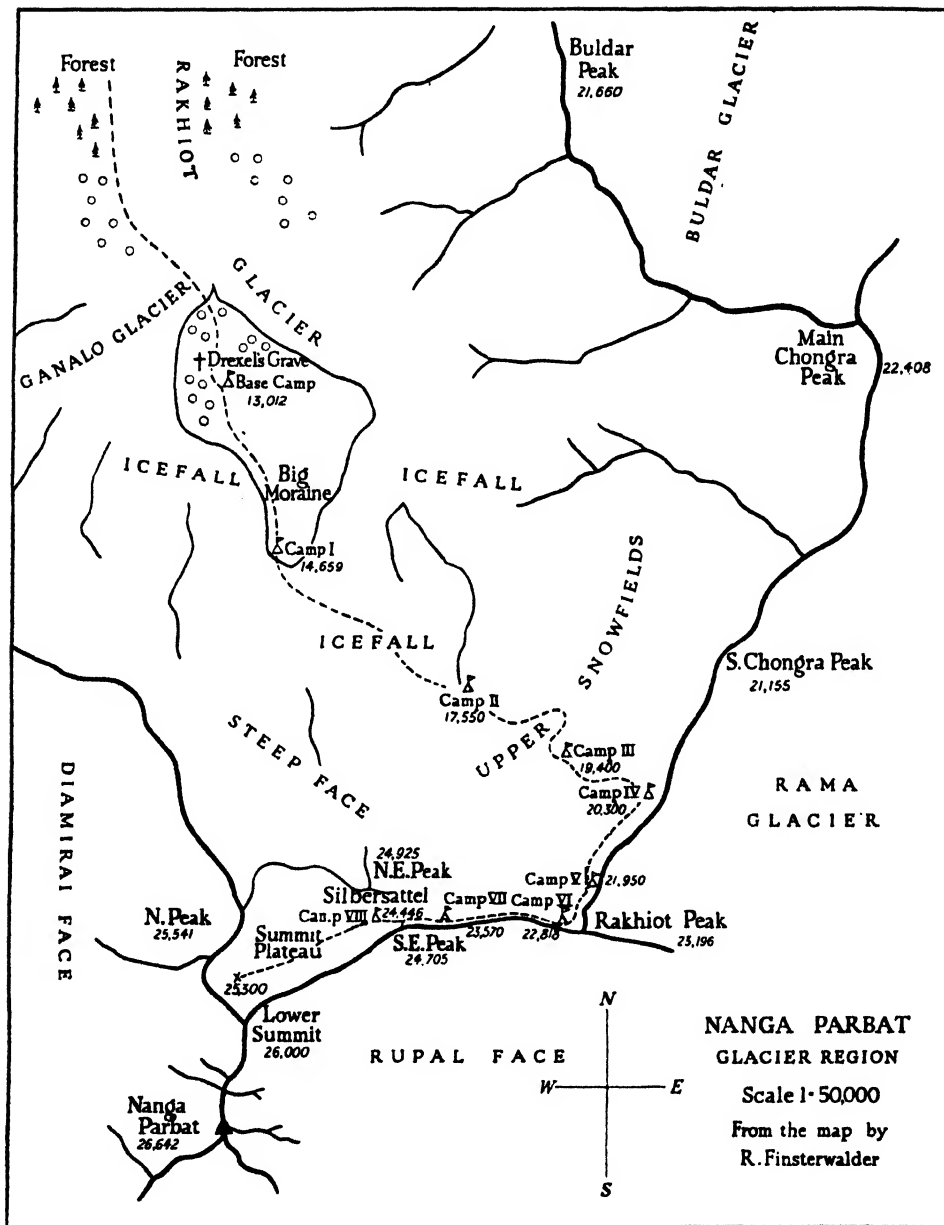 Forest
Forest
RAKHIOT
Buldar
Peak
21,660
BULDAR GLACIER
GLACIER
GANALO GLACIER
Drexel's Grave
Base Camp
13,012
Main
Chongra
Peak
22,408
ICEFALL
Big
Moraine
ICEFALL
Camp I
14,659
SNOWFIELDS
ICEFALL
S. Chongra Peak
21,155
Camp II
17,550
UPPER
STEEP FACE
Camp III
19,400
Camp IV
20,300
RAMA
GLACIER
DIAMIRAI FACE
24,925
N.E. Peak
Camp V
21,950
Silbersattel
Camp VII
Camp VI
N. Peak
25,541
Can.p VIII
24,446
23,570
22,818
Rakhiot Peak
23,196
Summit
Plateau
S.E. Peak
24,705
25,300
Lower
Summit
26,000
RUPAL FACE
N
W
E
S
NANGA PARBAT
GLACIER REGION
Scale 1·50,000
From the map by
R. Finsterwalder
Nanga
Parbat
26,642